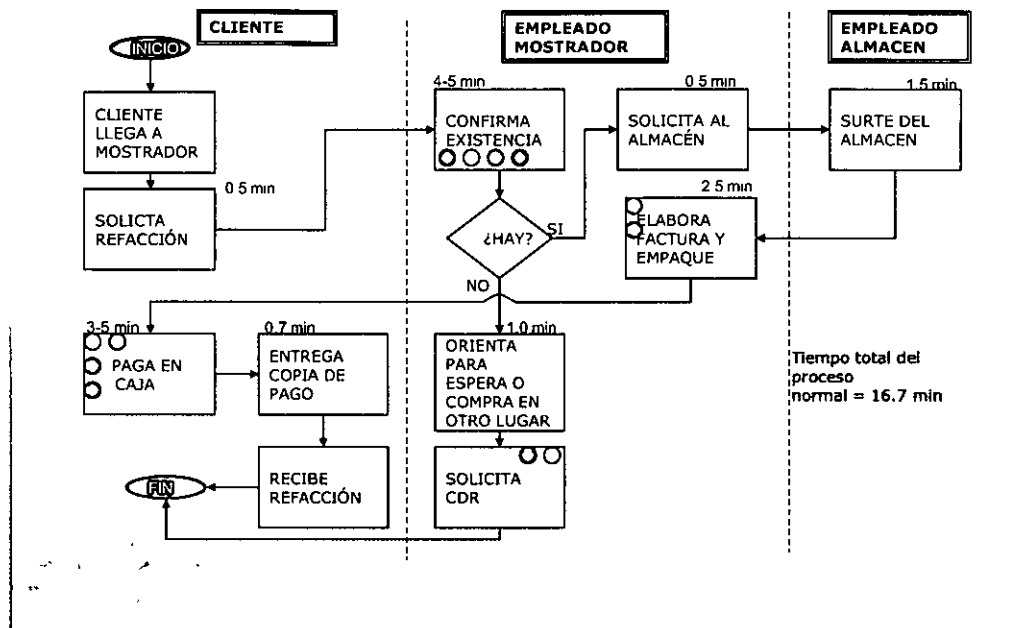 CLIENTE
EMPLEADO
MOSTRADOR
EMPLEADO
ALMACEN
INICIO
CLIENTE
LLEGA A
MOSTRADOR
SOLICTA
REFACCIÓN
0 5 min
4-5 min
CONFIRMA
EXISTENCIA
¿HAY?
SI
NO
0 5 min
SOLICITA AL
ALMACÉN
1.5 min
SURTE DEL
ALMACEN
2 5 min
ELABORA
FACTURA Y
EMPAQUE
3-5 min
PAGA EN
CAJA
0.7 min
ENTREGA
COPIA DE
PAGO
1.0 min
ORIENTA
PARA
ESPERA O
COMPRA EN
OTRO LUGAR
Tiempo total del
proceso
normal = 16.7 min
FIN
RECIBE
REFACCIÓN
SOLICITA
CDR